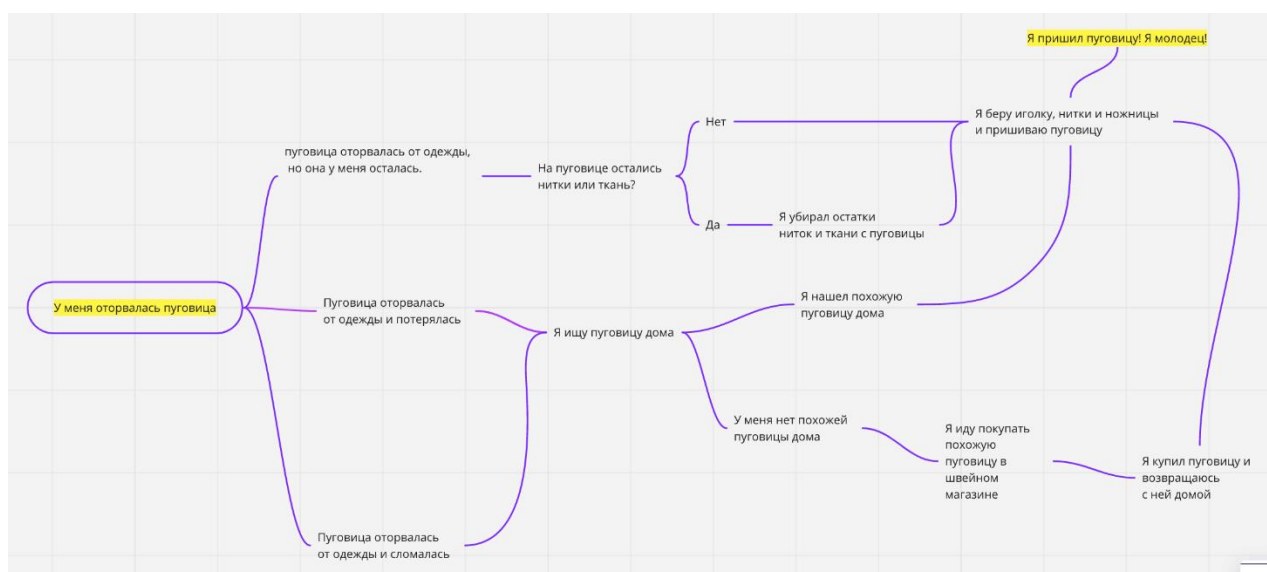 Я пришил пуговицу! Я молодец!
Я беру иголку, нитки и ножницы
и пришиваю пуговицу
Нет
пуговица оторвалась от одежды,
но она у меня осталась.
На пуговице остались
нитки или ткань?
Да
Я убирал остатки
ниток и ткани с пуговицы
У меня оторвалась пуговица
Пуговица оторвалась
от одежды и потерялась
Я ищу пуговицу дома
Я нашел похожую
пуговицу дома
У меня нет похожей
пуговицы дома
Я иду покупать
похожую
пуговицу в
швейном
магазине
Я купил пуговицу и
возвращаюсь
с ней домой
Пуговица оторвалась
от одежды и сломалась